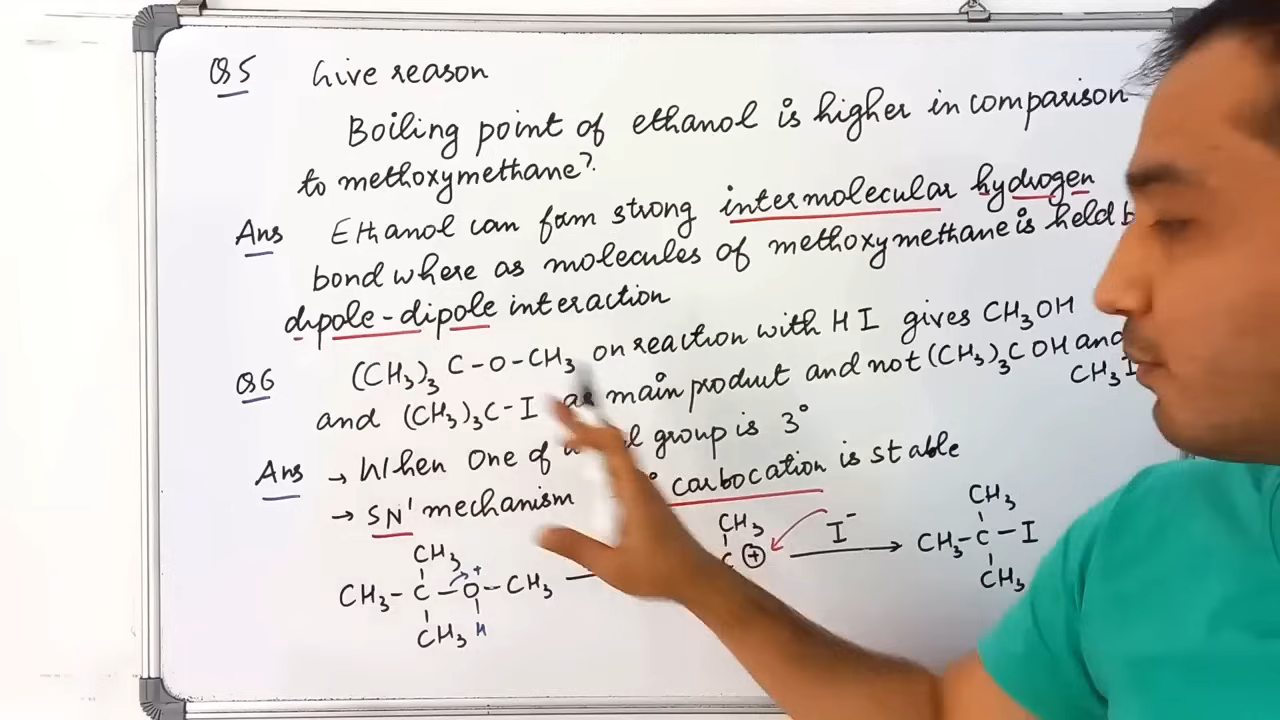 Q5 Give reason
Boiling point of ethanol is higher in comparison
to methoxymethane?
Ans Ethanol can fom strong intermolecular hydrogen
bond where as molecules of methoxymethane is held
dipole-dipole interaction
Q6 (CH₃)₃C-O-CH₃ on reaction with HI gives CH₃OH
and (CH₃)₃C-I as main product and not (CH₃)₃COH and
CH₃I
Ans → When one of group is 3°
→ SN¹ mechanism carbocation is stable
CH₃ CH₃ CH₃
CH₃-C-O⁺-CH₃ → C⊕ I⁻ → CH₃-C-I
CH₃ H CH₃